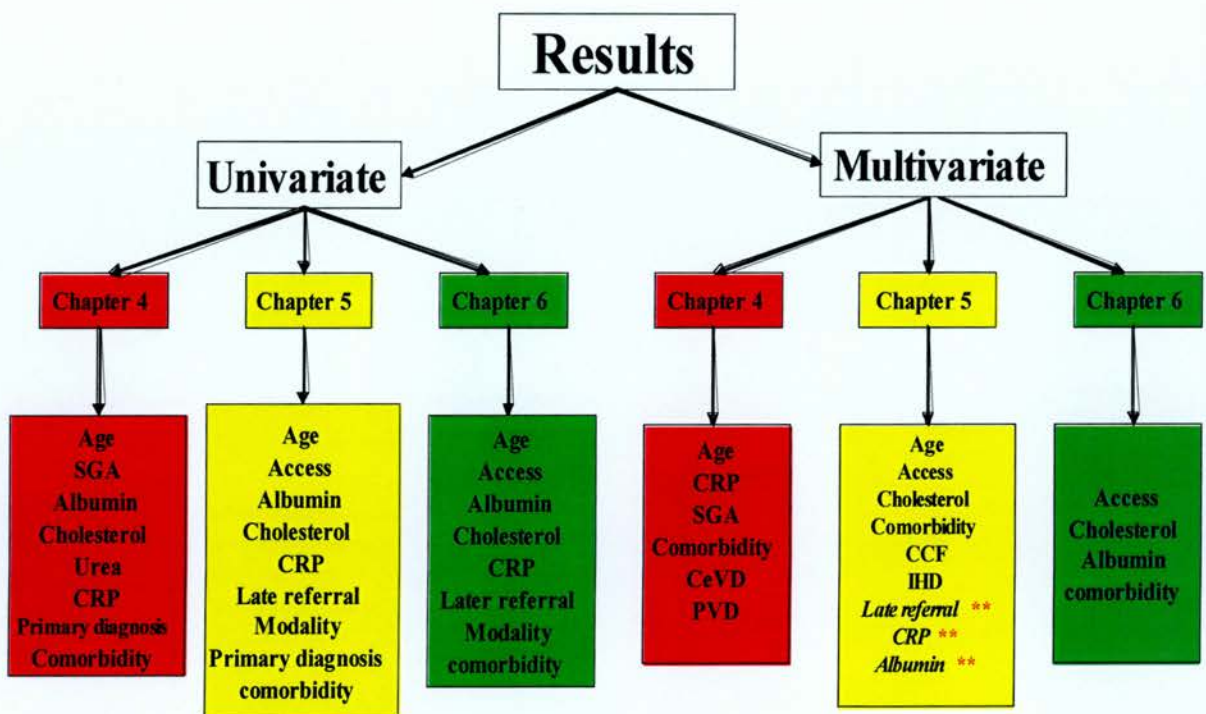 Results
Univariate
Multivariate
Chapter 4
Chapter 5
Chapter 6
Chapter 4
Chapter 5
Chapter 6
Age
SGA
Albumin
Cholesterol
Urea
CRP
Primary diagnosis
Comorbidity
Age
Access
Albumin
Cholesterol
CRP
Late referral
Modality
Primary diagnosis
comorbidity
Age
Access
Albumin
Cholesterol
CRP
Later referral
Modality
comorbidity
Age
CRP
SGA
Comorbidity
CeVD
PVD
Age
Access
Cholesterol
Comorbidity
CCF
IHD
Late referral **
CRP **
Albumin **
Access
Cholesterol
Albumin
comorbidity